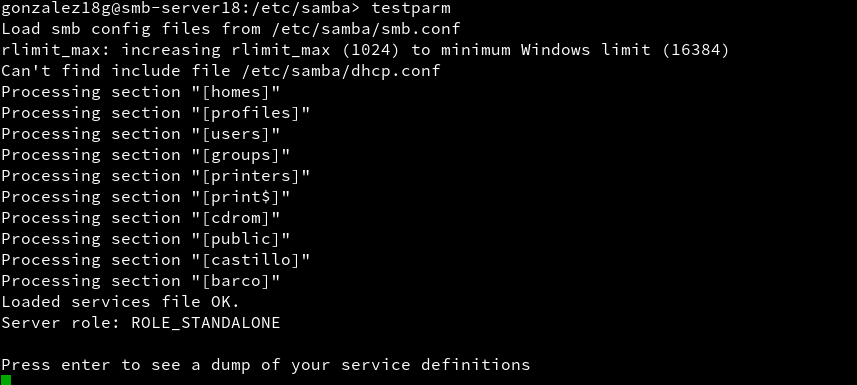 gonzalez18g@smb-server18:/etc/samba> testparm
Load smb config files from /etc/samba/smb.conf
rlimit_max: increasing rlimit_max (1024) to minimum Windows limit (16384)
Can't find include file /etc/samba/dhcp.conf
Processing section "[homes]"
Processing section "[profiles]"
Processing section "[users]"
Processing section "[groups]"
Processing section "[printers]"
Processing section "[print$]"
Processing section "[cdrom]"
Processing section "[public]"
Processing section "[castillo]"
Processing section "[barco]"
Loaded services file OK.
Server role: ROLE_STANDALONE
Press enter to see a dump of your service definitions